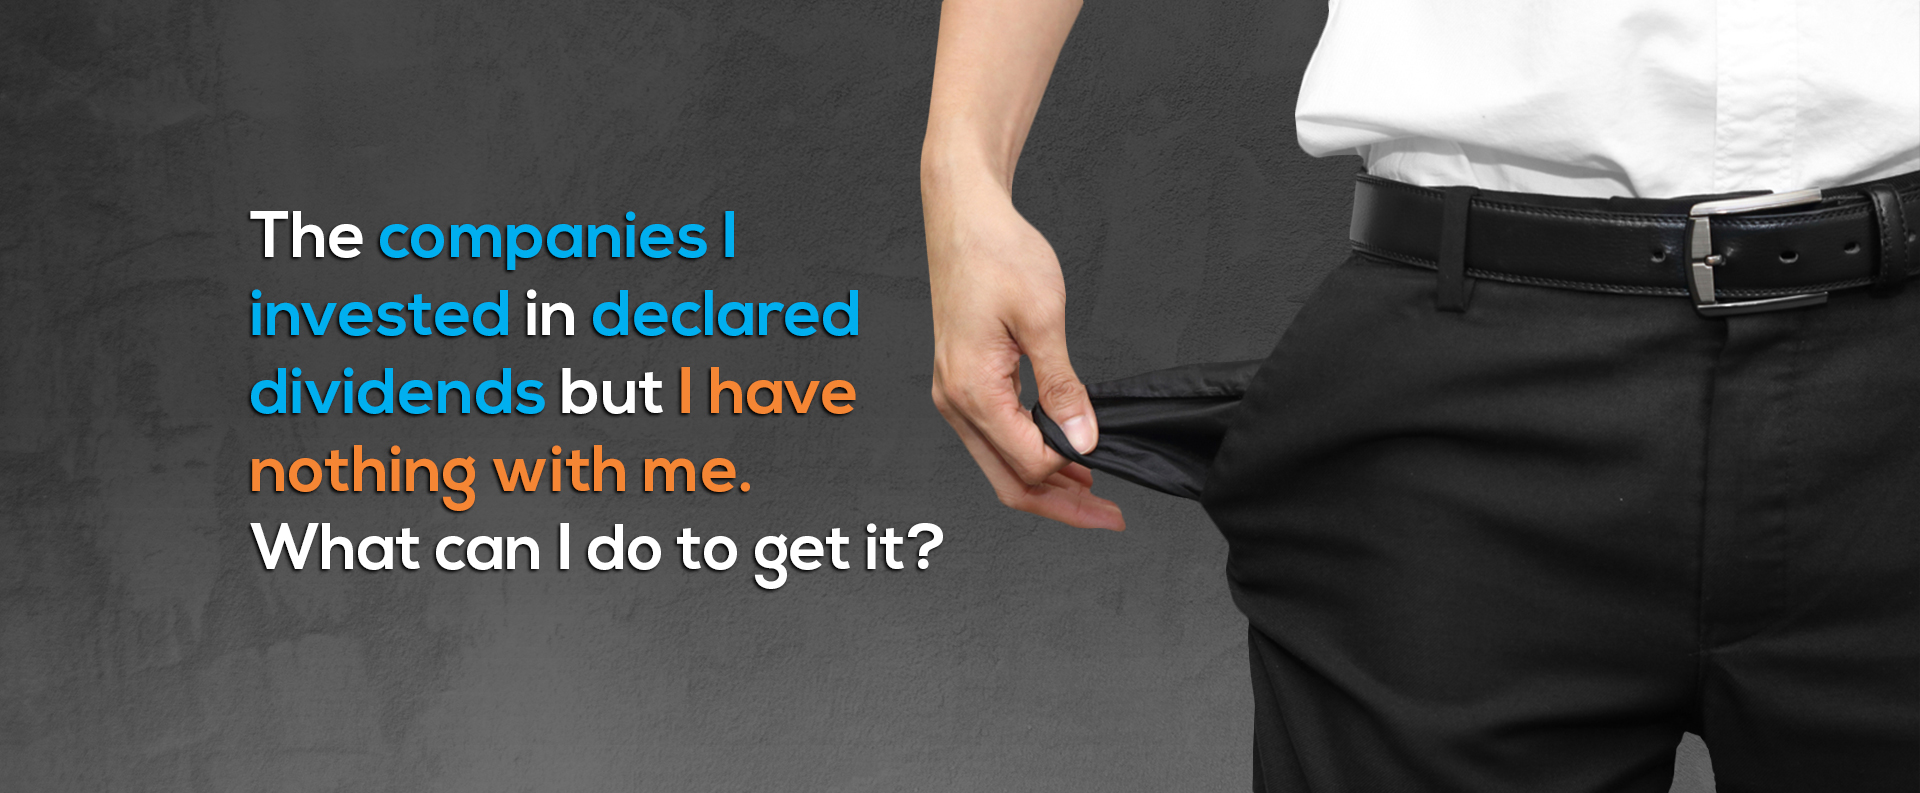 The companies I
invested in declared
dividends but I have
nothing with me.
What can I do to get it?